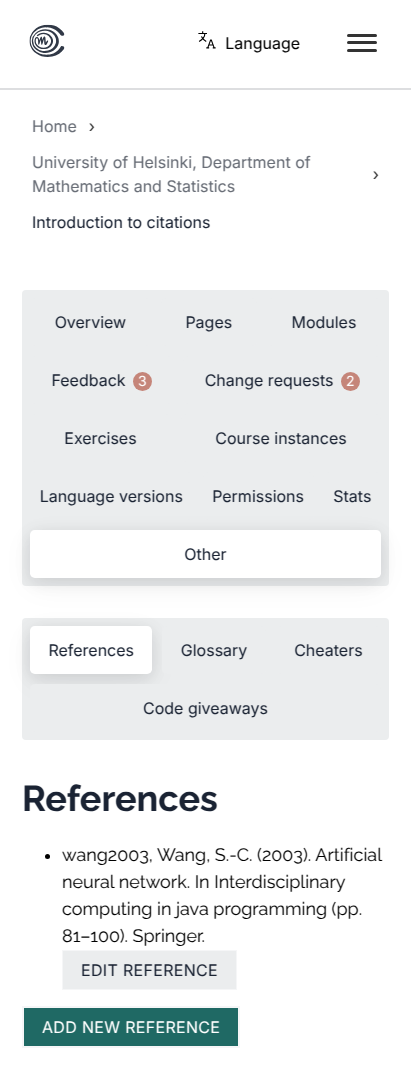 Language
Home ›
University of Helsinki, Department of
Mathematics and Statistics ›
Introduction to citations
Overview Pages Modules
Feedback 3 Change requests 2
Exercises Course instances
Language versions Permissions Stats
Other
References Glossary Cheaters
Code giveaways
References
• wang2003, Wang, S.-C. (2003). Artificial
neural network. In Interdisciplinary
computing in java programming (pp.
81–100). Springer.
EDIT REFERENCE
ADD NEW REFERENCE